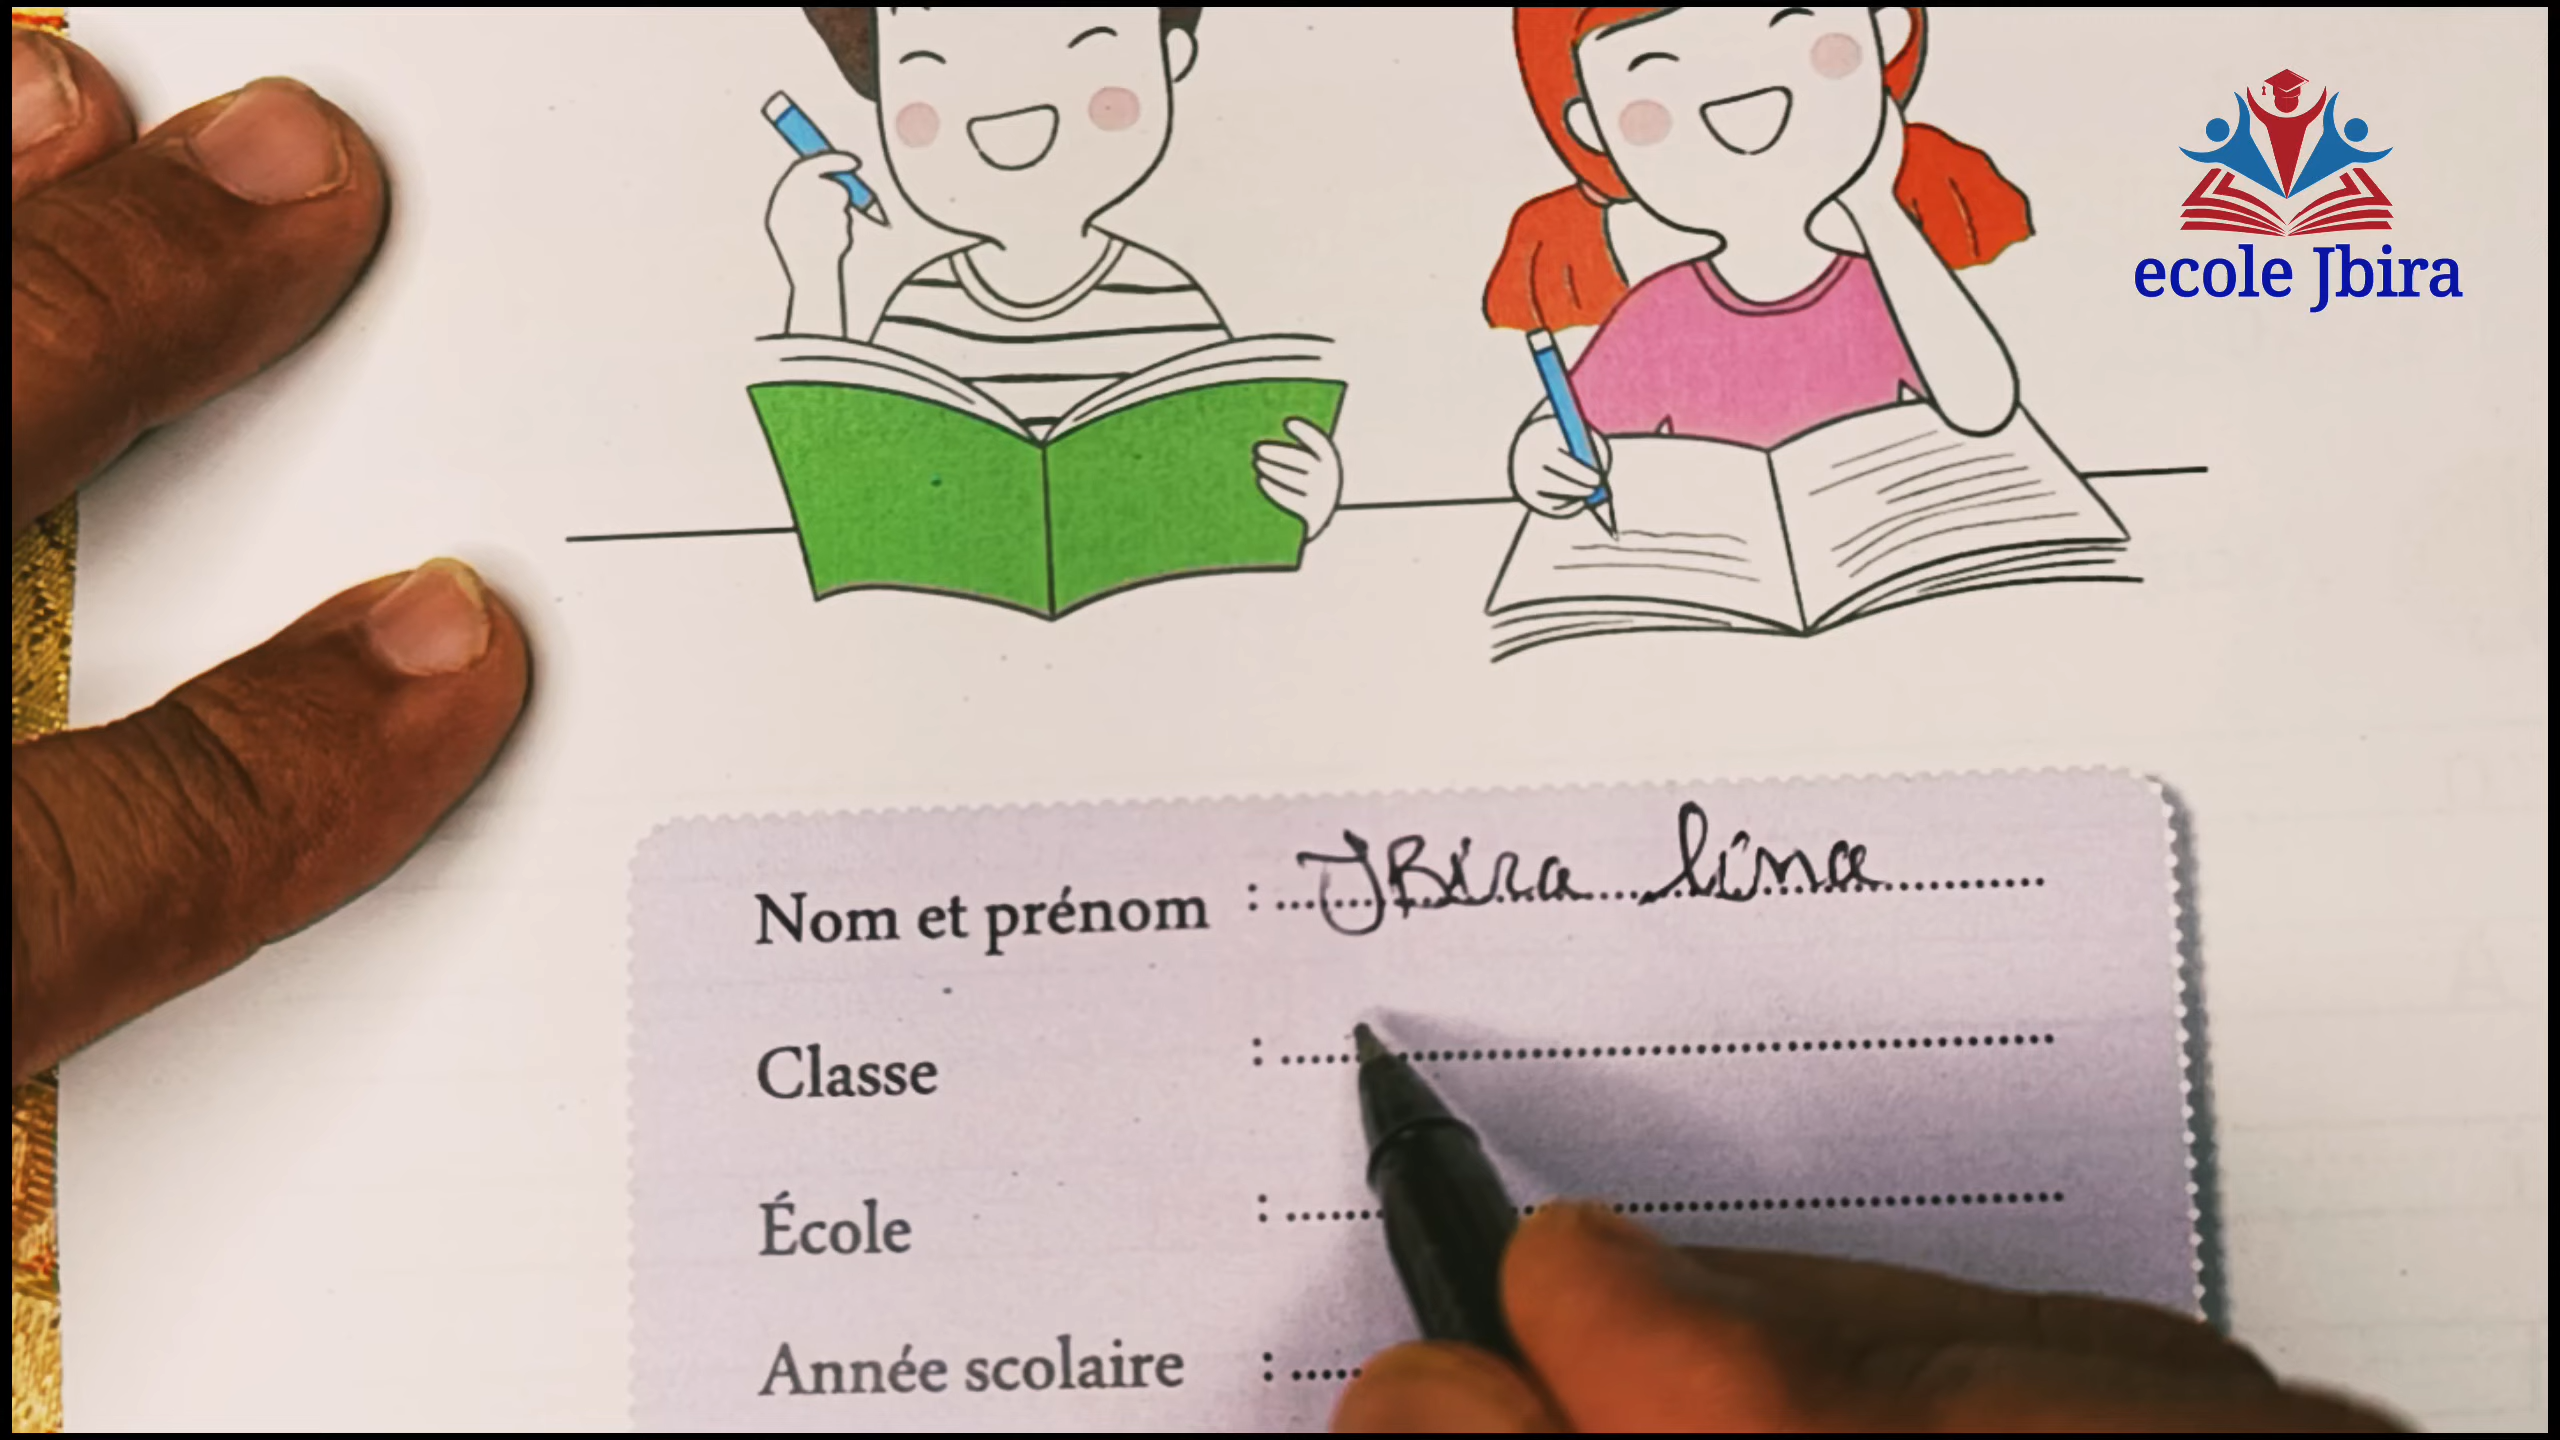 ecole Jbira
Nom et prénom : JBira lina
Classe :
École :
Année scolaire :